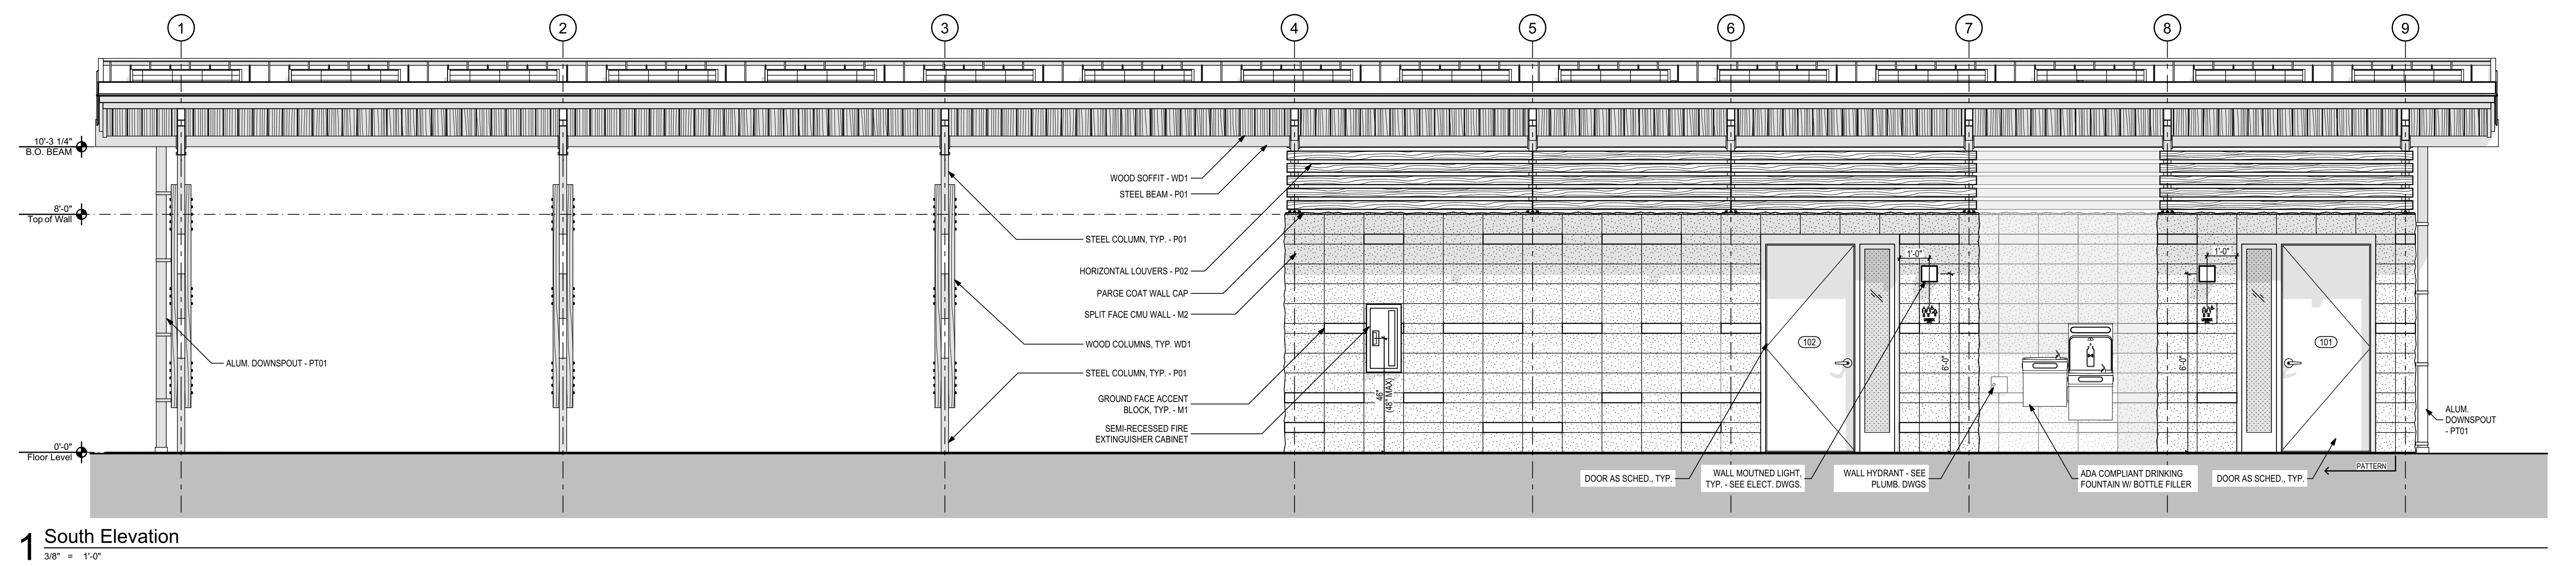 1 2 3 4 5 6 7 8 9
10'-3 1/4"
B.O. BEAM
8'-0"
Top of Wall
0'-0"
Floor Level
ALUM. DOWNSPOUT - PT01
WOOD SOFFIT - WD1
STEEL BEAM - P01
STEEL COLUMN, TYP. - P01
HORIZONTAL LOUVERS - P02
PARGE COAT WALL CAP
SPLIT FACE CMU WALL - M2
WOOD COLUMNS, TYP. WD1
STEEL COLUMN, TYP. - P01
GROUND FACE ACCENT
BLOCK, TYP. - M1
SEMI-RECESSED FIRE
EXTINGUISHER CABINET
46"
(48" MAX)
102
1'-0"
6'-0"
1'-0"
6'-0"
101
DOOR AS SCHED., TYP.
WALL MOUTNED LIGHT,
TYP. - SEE ELECT. DWGS.
WALL HYDRANT - SEE
PLUMB. DWGS
ADA COMPLIANT DRINKING
FOUNTAIN W/ BOTTLE FILLER
DOOR AS SCHED., TYP.
PATTERN
ALUM.
DOWNSPOUT
- PT01
1 South Elevation
3/8" = 1'-0"